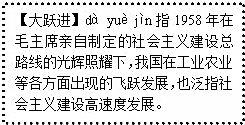 【大跃进】dà yuè jìn 指 1958 年在
毛主席亲自制定的社会主义建设总
路线的光辉照耀下，我国在工业农业
等各方面出现的飞跃发展，也泛指社
会主义建设高速度发展。